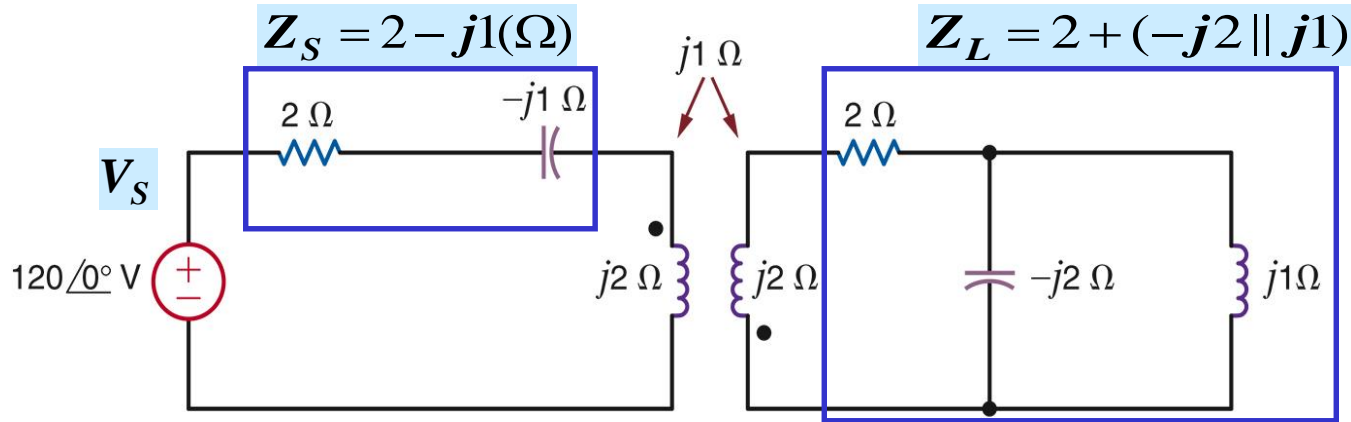 Z_S = 2 − j1(Ω)
Z_L = 2 + (−j2 || j1)
j1 Ω
2 Ω
−j1 Ω
2 Ω
V_S
+
−
120/0° V
j2 Ω
j2 Ω
−j2 Ω
j1Ω